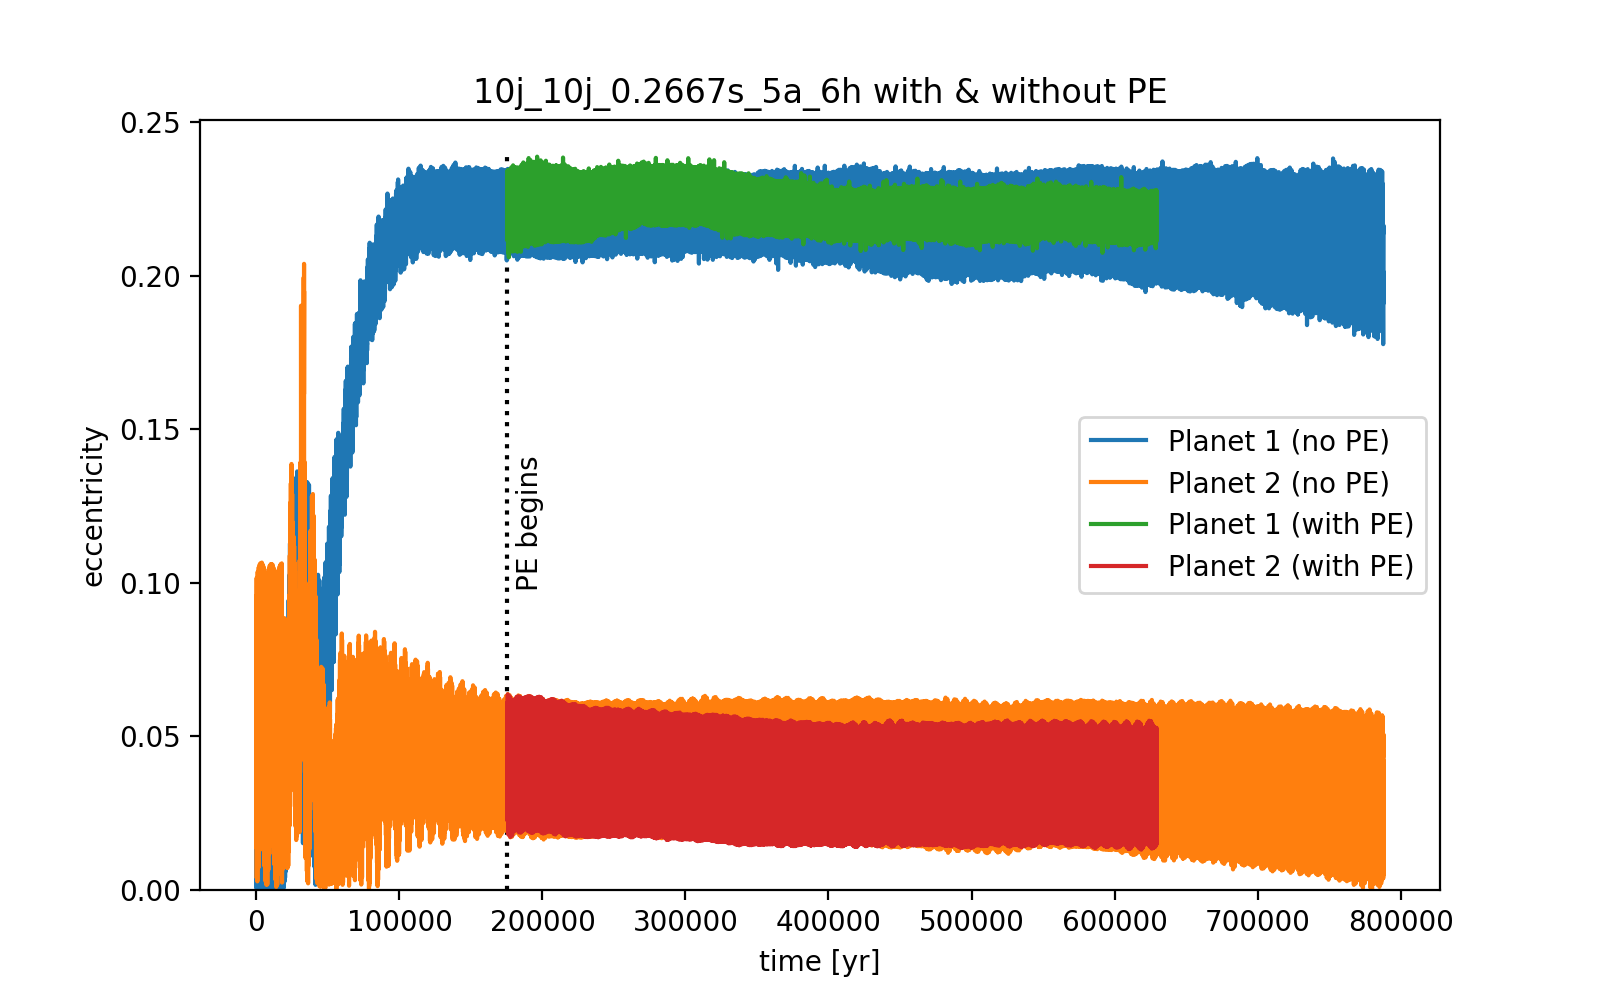 10j_10j_0.2667s_5a_6h with & without PE
0.25
0.20
0.15
0.10
0.05
0.00
eccentricity
PE begins
Planet 1 (no PE)
Planet 2 (no PE)
Planet 1 (with PE)
Planet 2 (with PE)
0 100000 200000 300000 400000 500000 600000 700000 800000
time [yr]